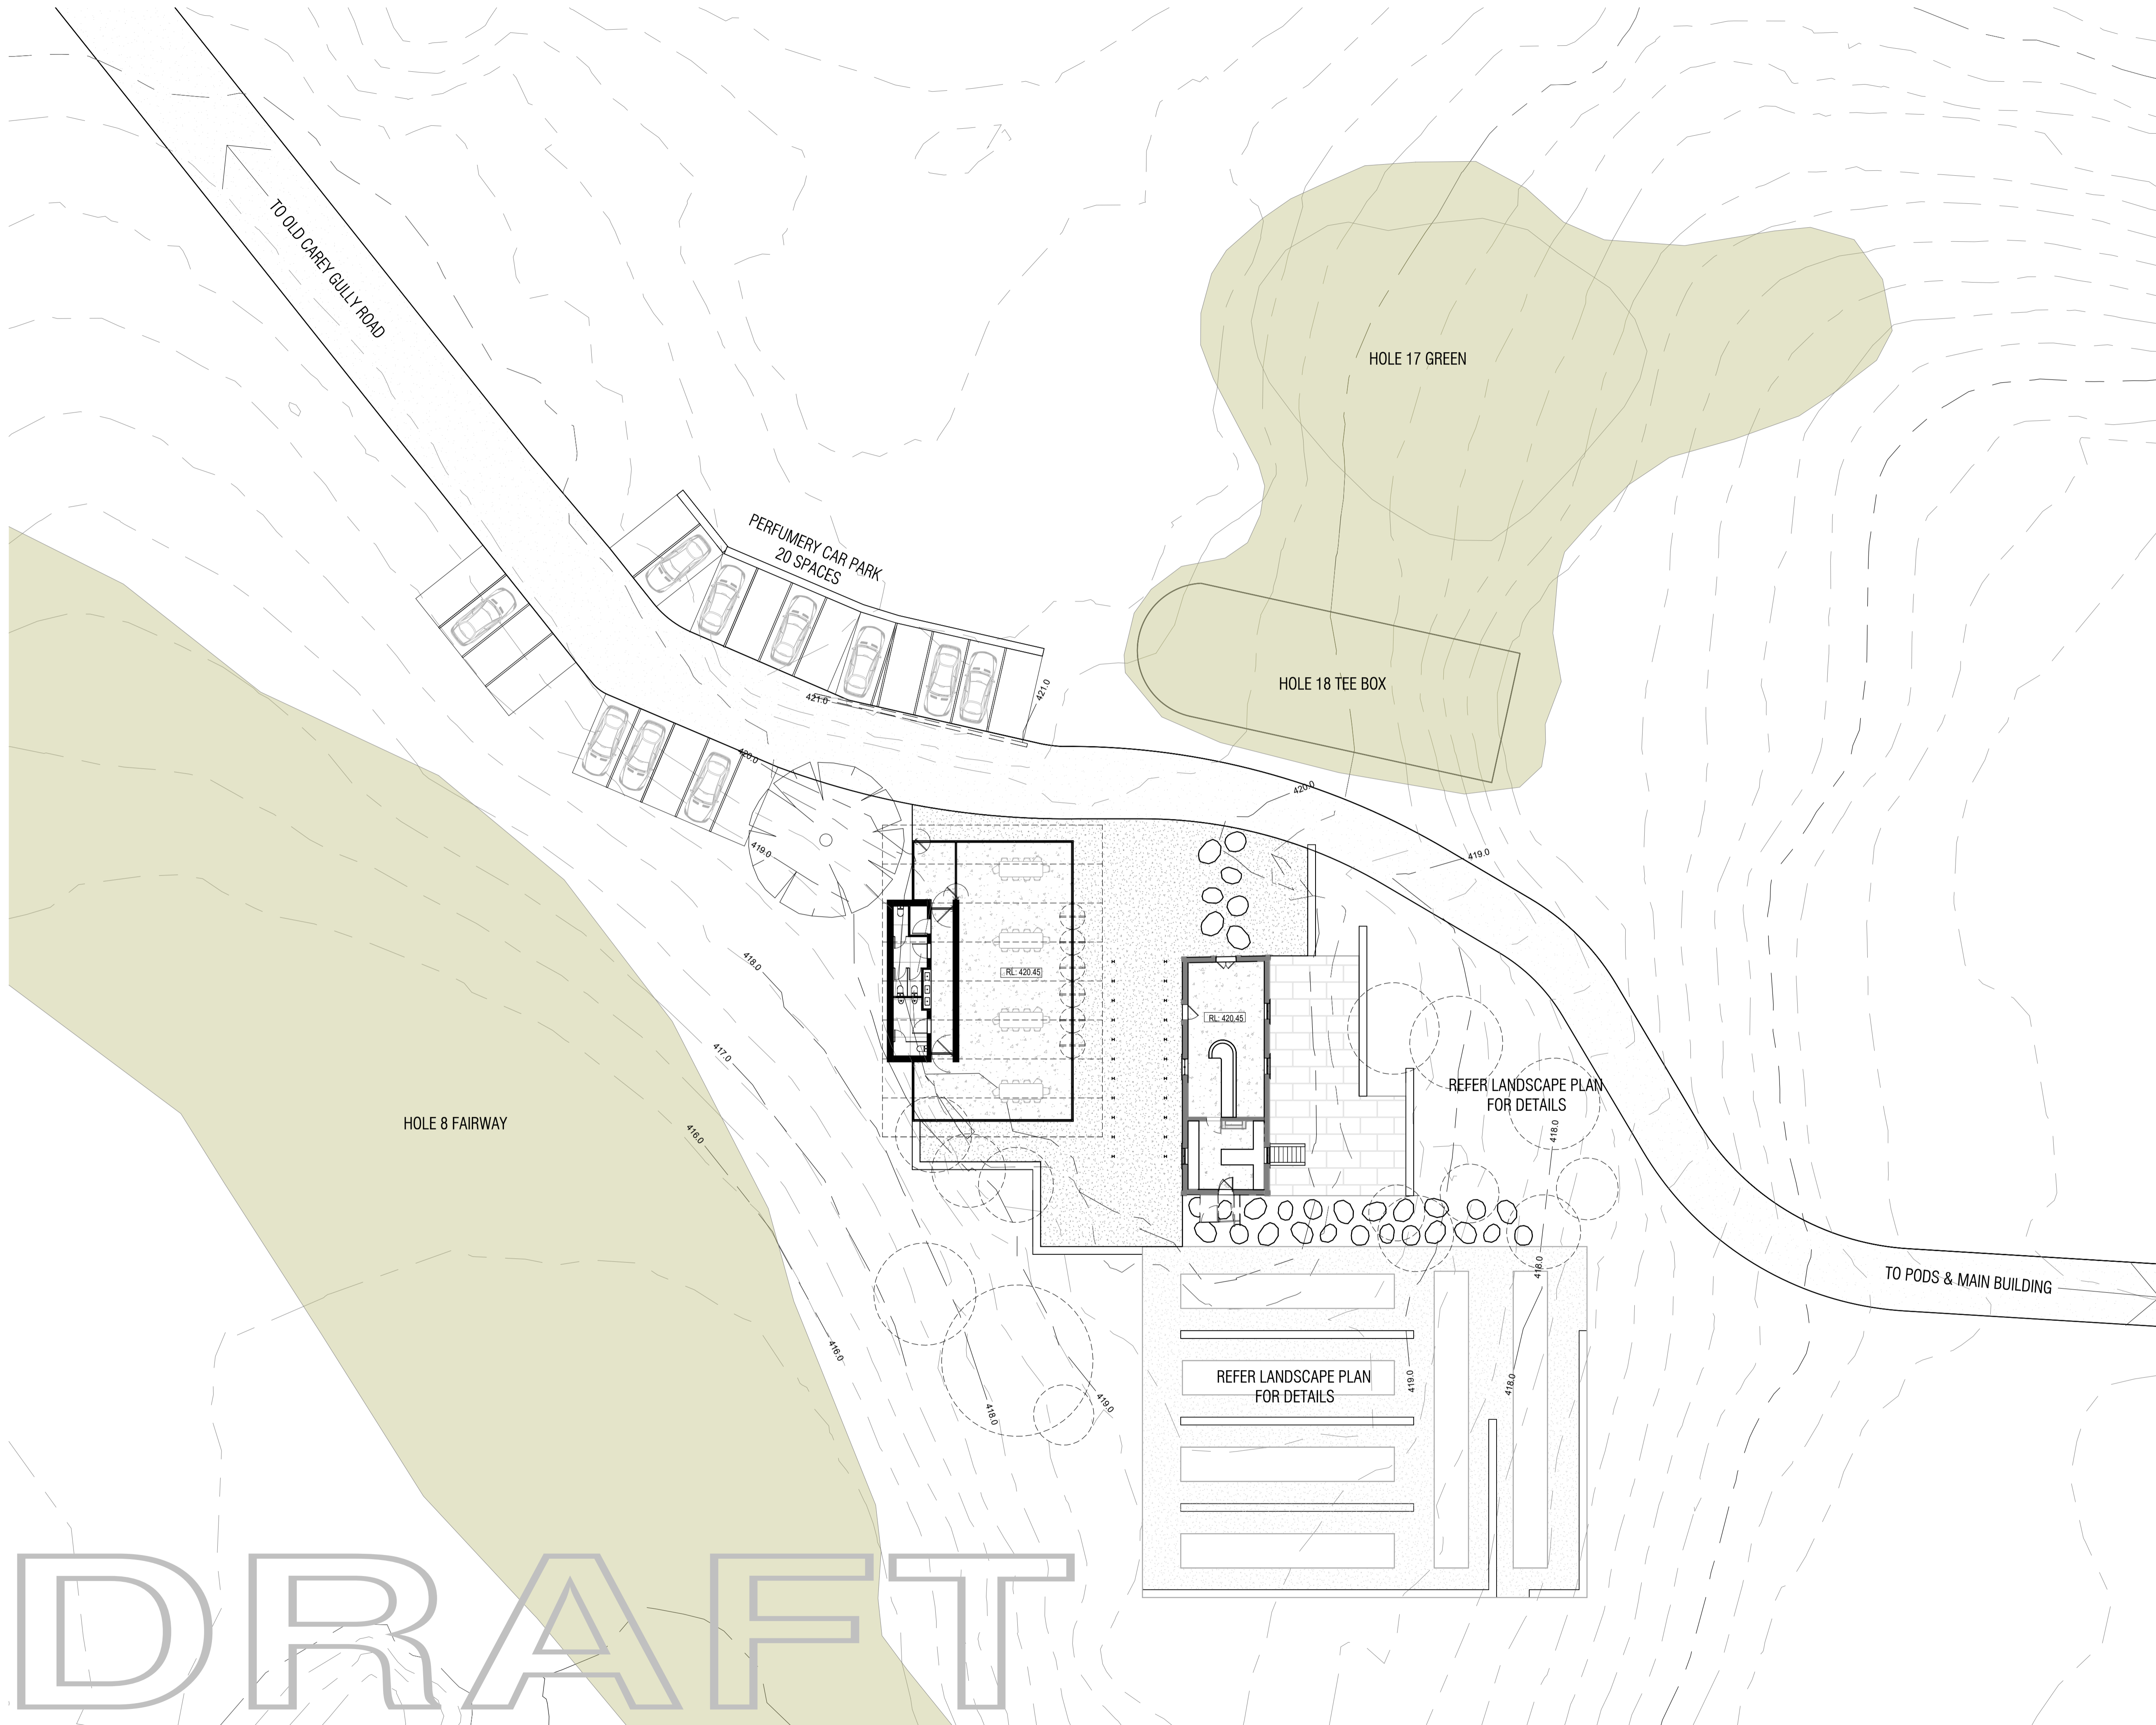 TO OLD CAREY GULLY ROAD
HOLE 17 GREEN
PERFUMERY CAR PARK
20 SPACES
HOLE 18 TEE BOX
421.0
421.0
420.0
420.0
419.0
419.0
418.0
RL: 420.45
RL: 420.45
417.0
REFER LANDSCAPE PLAN
FOR DETAILS
HOLE 8 FAIRWAY
416.0
418.0
418.0
TO PODS & MAIN BUILDING
416.0
REFER LANDSCAPE PLAN
FOR DETAILS
419.0
418.0
419.0
418.0
DRAFT